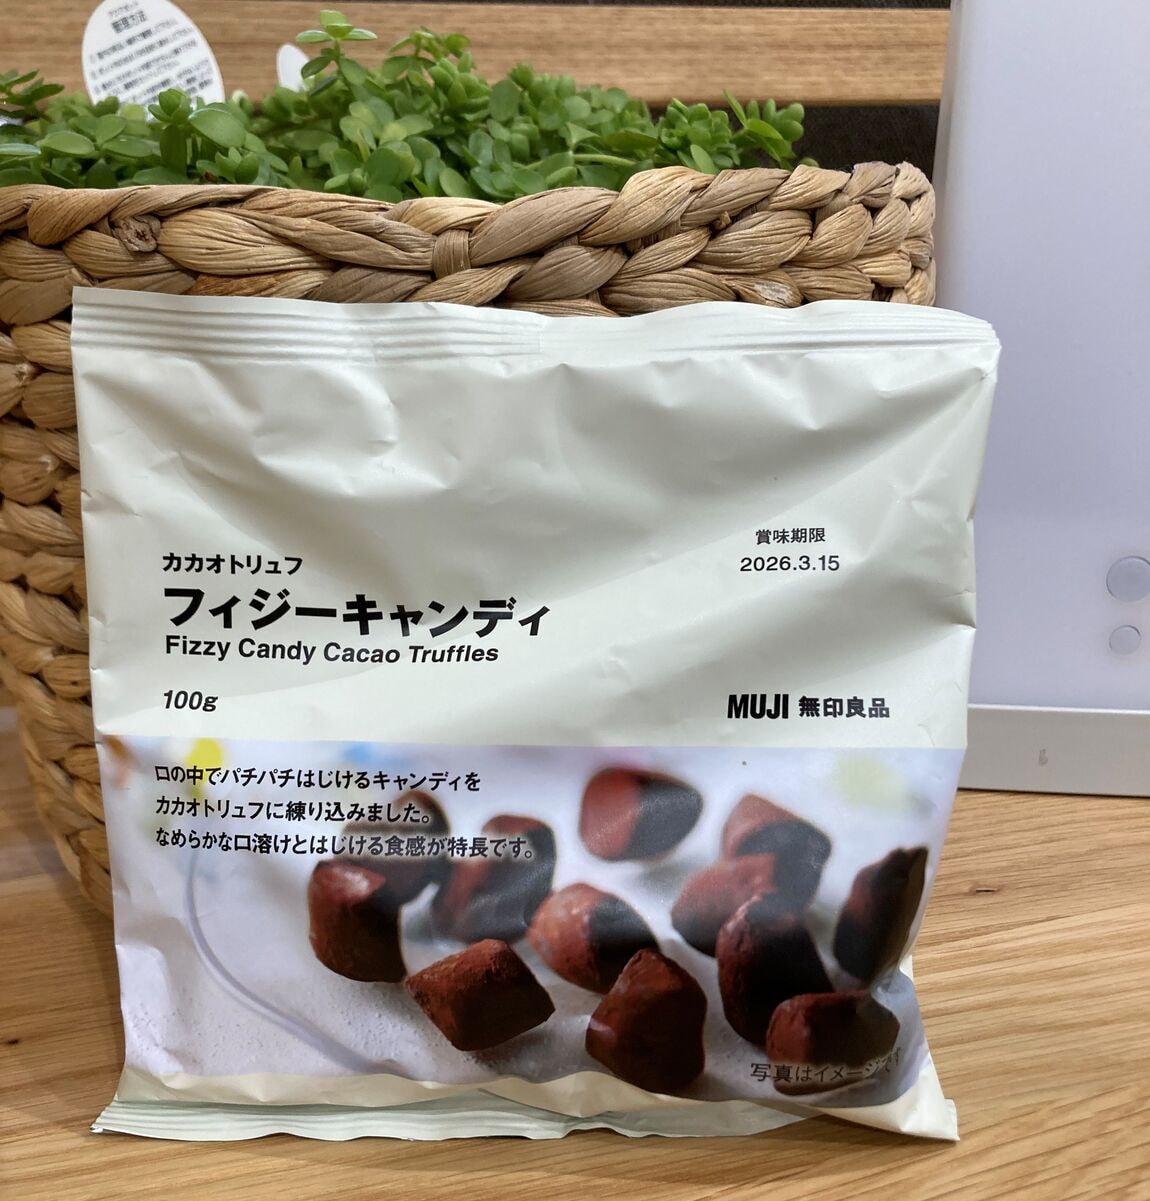 管理方法
カカオトリュフ
フィジーキャンディ
Fizzy Candy Cacao Truffles
100g
賞味期限
2026.3.15
MUJI 無印良品
口の中でパチパチはじけるキャンディを
カカオトリュフに練り込みました。
なめらかな口溶けとはじける食感が特長です。
写真はイメージです